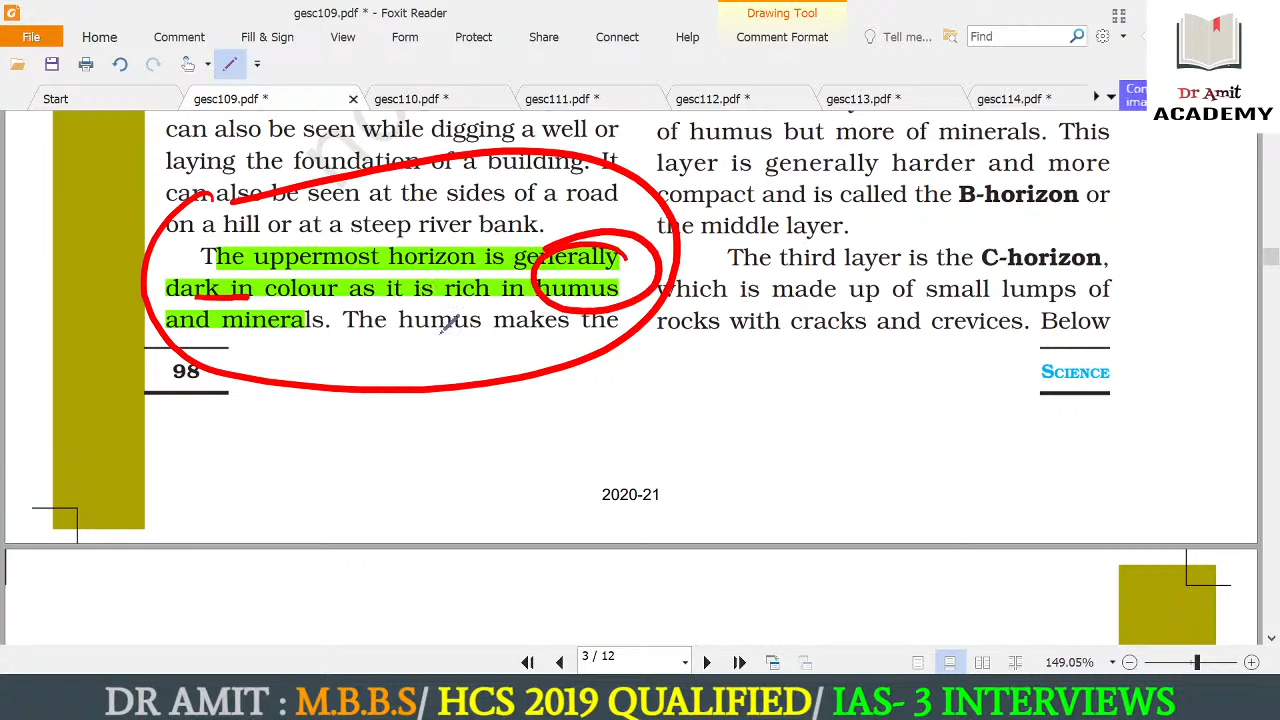 gesc109.pdf * - Foxit Reader
Drawing Tool
File Home Comment Fill & Sign View Form Protect Share Connect Help Comment Format Tell me... Find
Start gesc109.pdf * gesc110.pdf * gesc111.pdf * gesc112.pdf * gesc113.pdf * gesc114.pdf *
Dr Amit
ACADEMY
can also be seen while digging a well or
laying the foundation of a building. It
can also be seen at the sides of a road
on a hill or at a steep river bank.
The uppermost horizon is generally
dark in colour as it is rich in humus
and minerals. The humus makes the
98
of humus but more of minerals. This
layer is generally harder and more
compact and is called the B-horizon or
the middle layer.
The third layer is the C-horizon,
which is made up of small lumps of
rocks with cracks and crevices. Below
SCIENCE
2020-21
3 / 12
149.05%
DR AMIT : M.B.B.S/ HCS 2019 QUALIFIED/ IAS- 3 INTERVIEWS